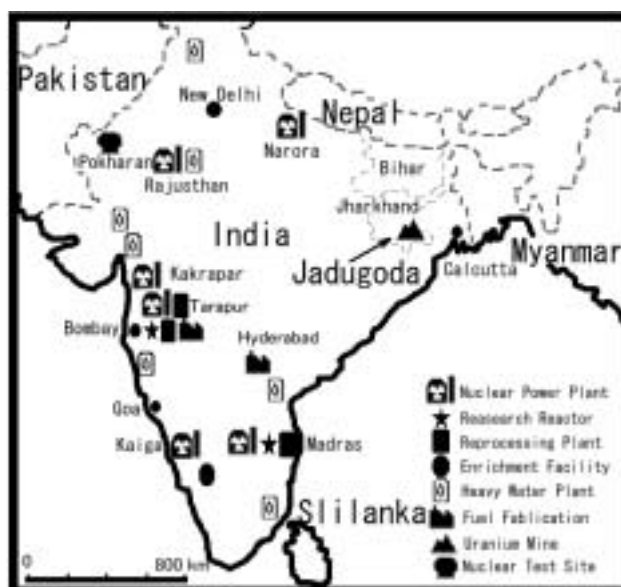 Pakistan
New Delhi
Nepal
Pokharan
Narora
Rajusthan
Bihar
Jharkhand
India
Jadugoda
Calcutta
Myanmar
Kakrapar
Tarapur
Bombay
Hyderabad
Goa
Kaiga
Madras
Slilanka
Nuclear Power Plant
Reasearch Reactor
Reprocessing Plant
Enrichment Facility
Heavy Water Plant
Fuel Fablication
Uranium Mine
Nuclear Test Site
0 800 km